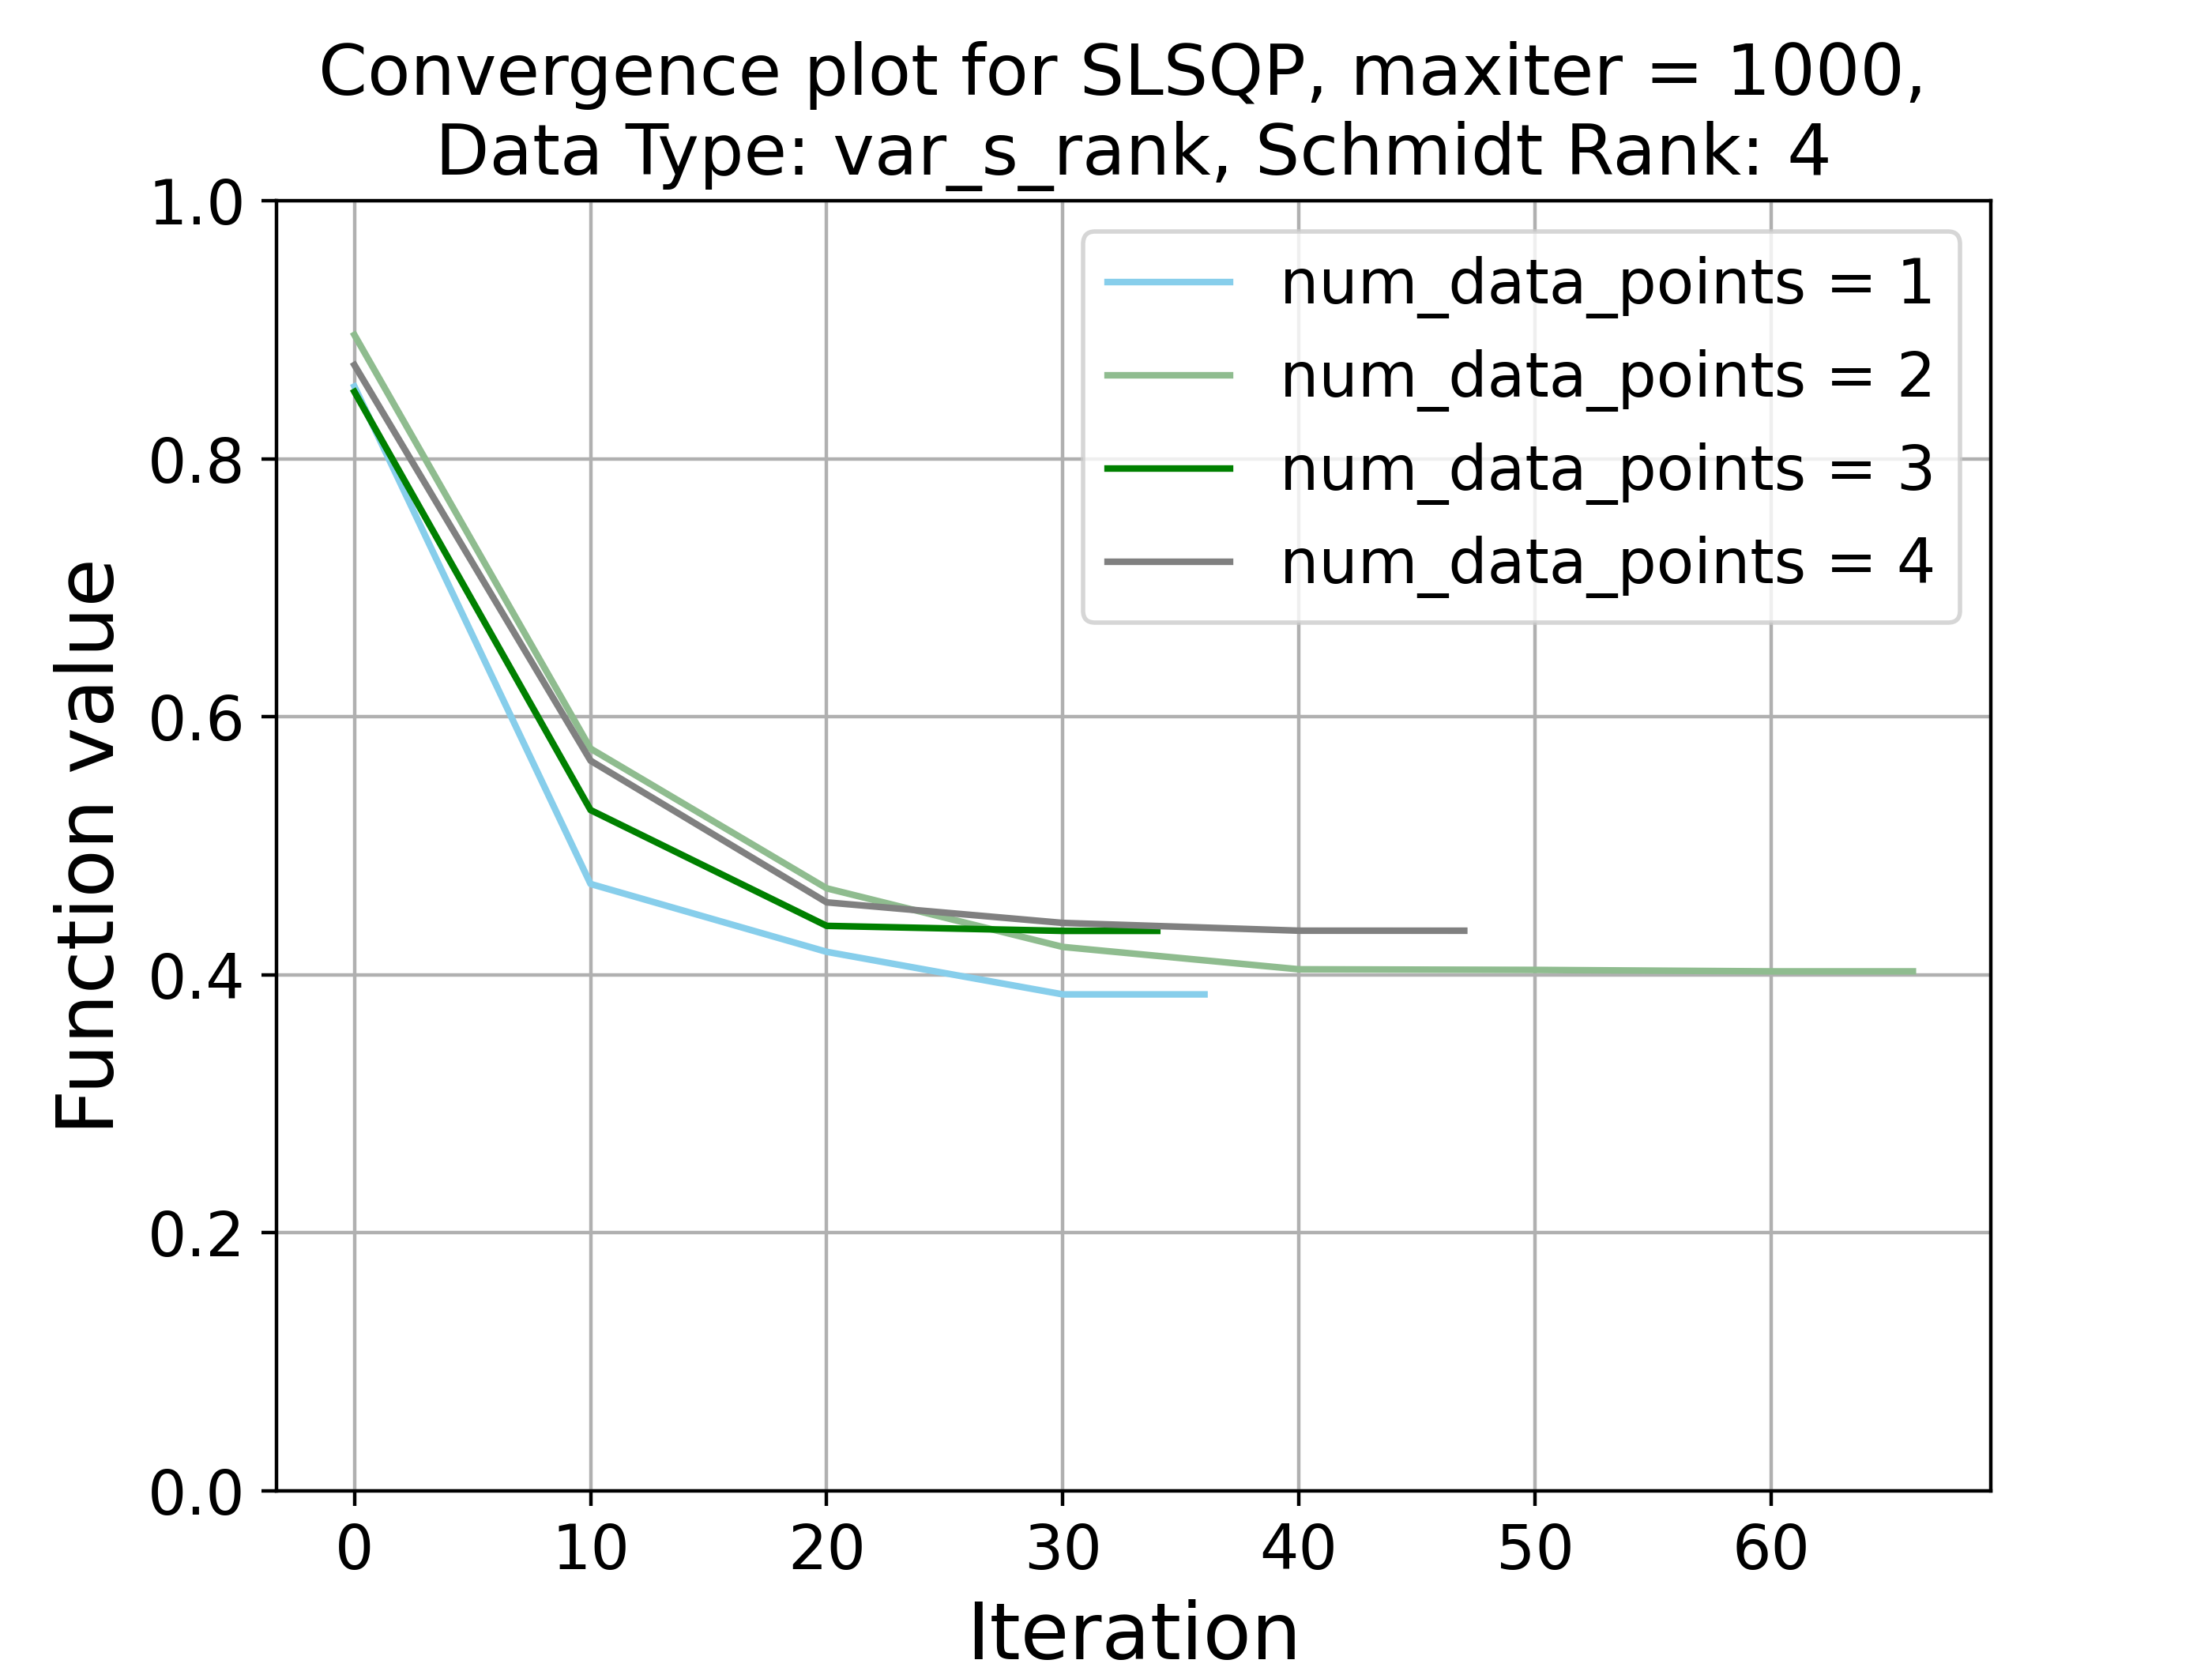 Convergence plot for SLSQP, maxiter = 1000,
Data Type: var_s_rank, Schmidt Rank: 4
1.0
0.8
0.6
0.4
0.2
0.0
Function value
num_data_points = 1
num_data_points = 2
num_data_points = 3
num_data_points = 4
0 10 20 30 40 50 60
Iteration